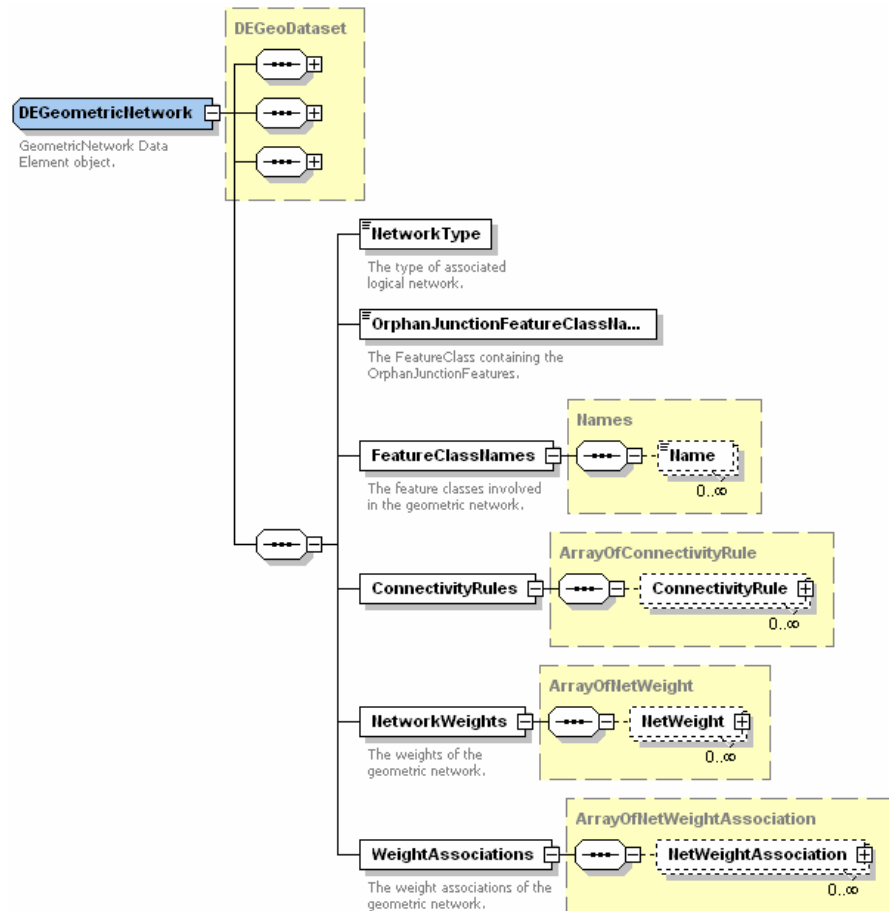 DEGeoDataset
DEGeometricNetwork
GeometricNetwork Data
Element object.
NetworkType
The type of associated
logical network.
OrphanJunctionFeatureClassNa...
The FeatureClass containing the
OrphanJunctionFeatures.
Names
FeatureClassNames
Name
0..∞
The feature classes involved
in the geometric network.
ArrayOfConnectivityRule
ConnectivityRules
ConnectivityRule
0..∞
ArrayOfNetWeight
NetworkWeights
NetWeight
0..∞
The weights of the
geometric network.
ArrayOfNetWeightAssociation
WeightAssociations
NetWeightAssociation
0..∞
The weight associations of the
geometric network.